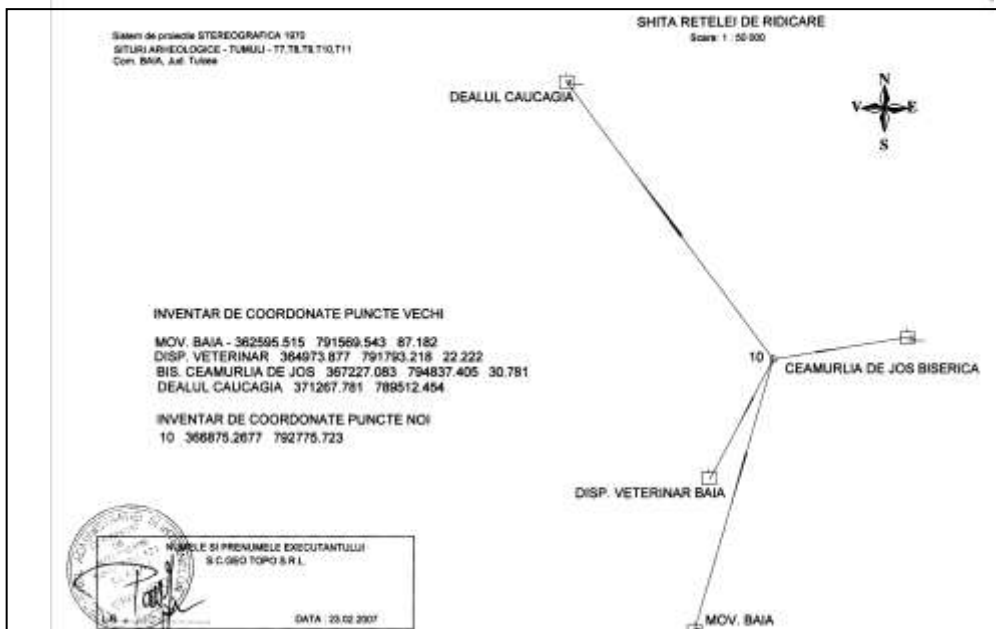 Sistem de proiectie STEREOGRAFICA 1970
SITURI ARHEOLOGICE - TUMULI - T7,T8,T9,T10,T11
Com. BAIA, Jud. Tulcea
SHITA RETELEI DE RIDICARE
Scara: 1 : 50 000
DEALUL CAUCAGIA
N
V E
S
INVENTAR DE COORDONATE PUNCTE VECHI
MOV. BAIA - 362595.515 791569.543 87.182
DISP. VETERINAR 364973.877 791793.218 22.222
BIS. CEAMURLIA DE JOS 367227.083 794837.405 30.781
DEALUL CAUCAGIA 371267.781 789512.454
INVENTAR DE COORDONATE PUNCTE NOI
10 366875.2677 792775.723
10
CEAMURLIA DE JOS BISERICA
DISP. VETERINAR BAIA
MOV. BAIA
NUMELE SI PRENUMELE EXECUTANTULUI
S.C.GEO TOPO S.R.L.
DATA : 23.02.2007